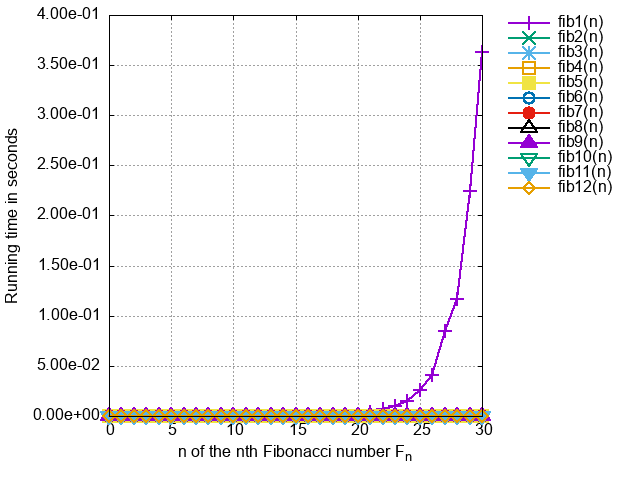 4.00e-01
3.50e-01
3.00e-01
2.50e-01
2.00e-01
1.50e-01
1.00e-01
5.00e-02
0.00e+00
Running time in seconds
0 5 10 15 20 25 30
n of the nth Fibonacci number Fn
fib1(n)
fib2(n)
fib3(n)
fib4(n)
fib5(n)
fib6(n)
fib7(n)
fib8(n)
fib9(n)
fib10(n)
fib11(n)
fib12(n)